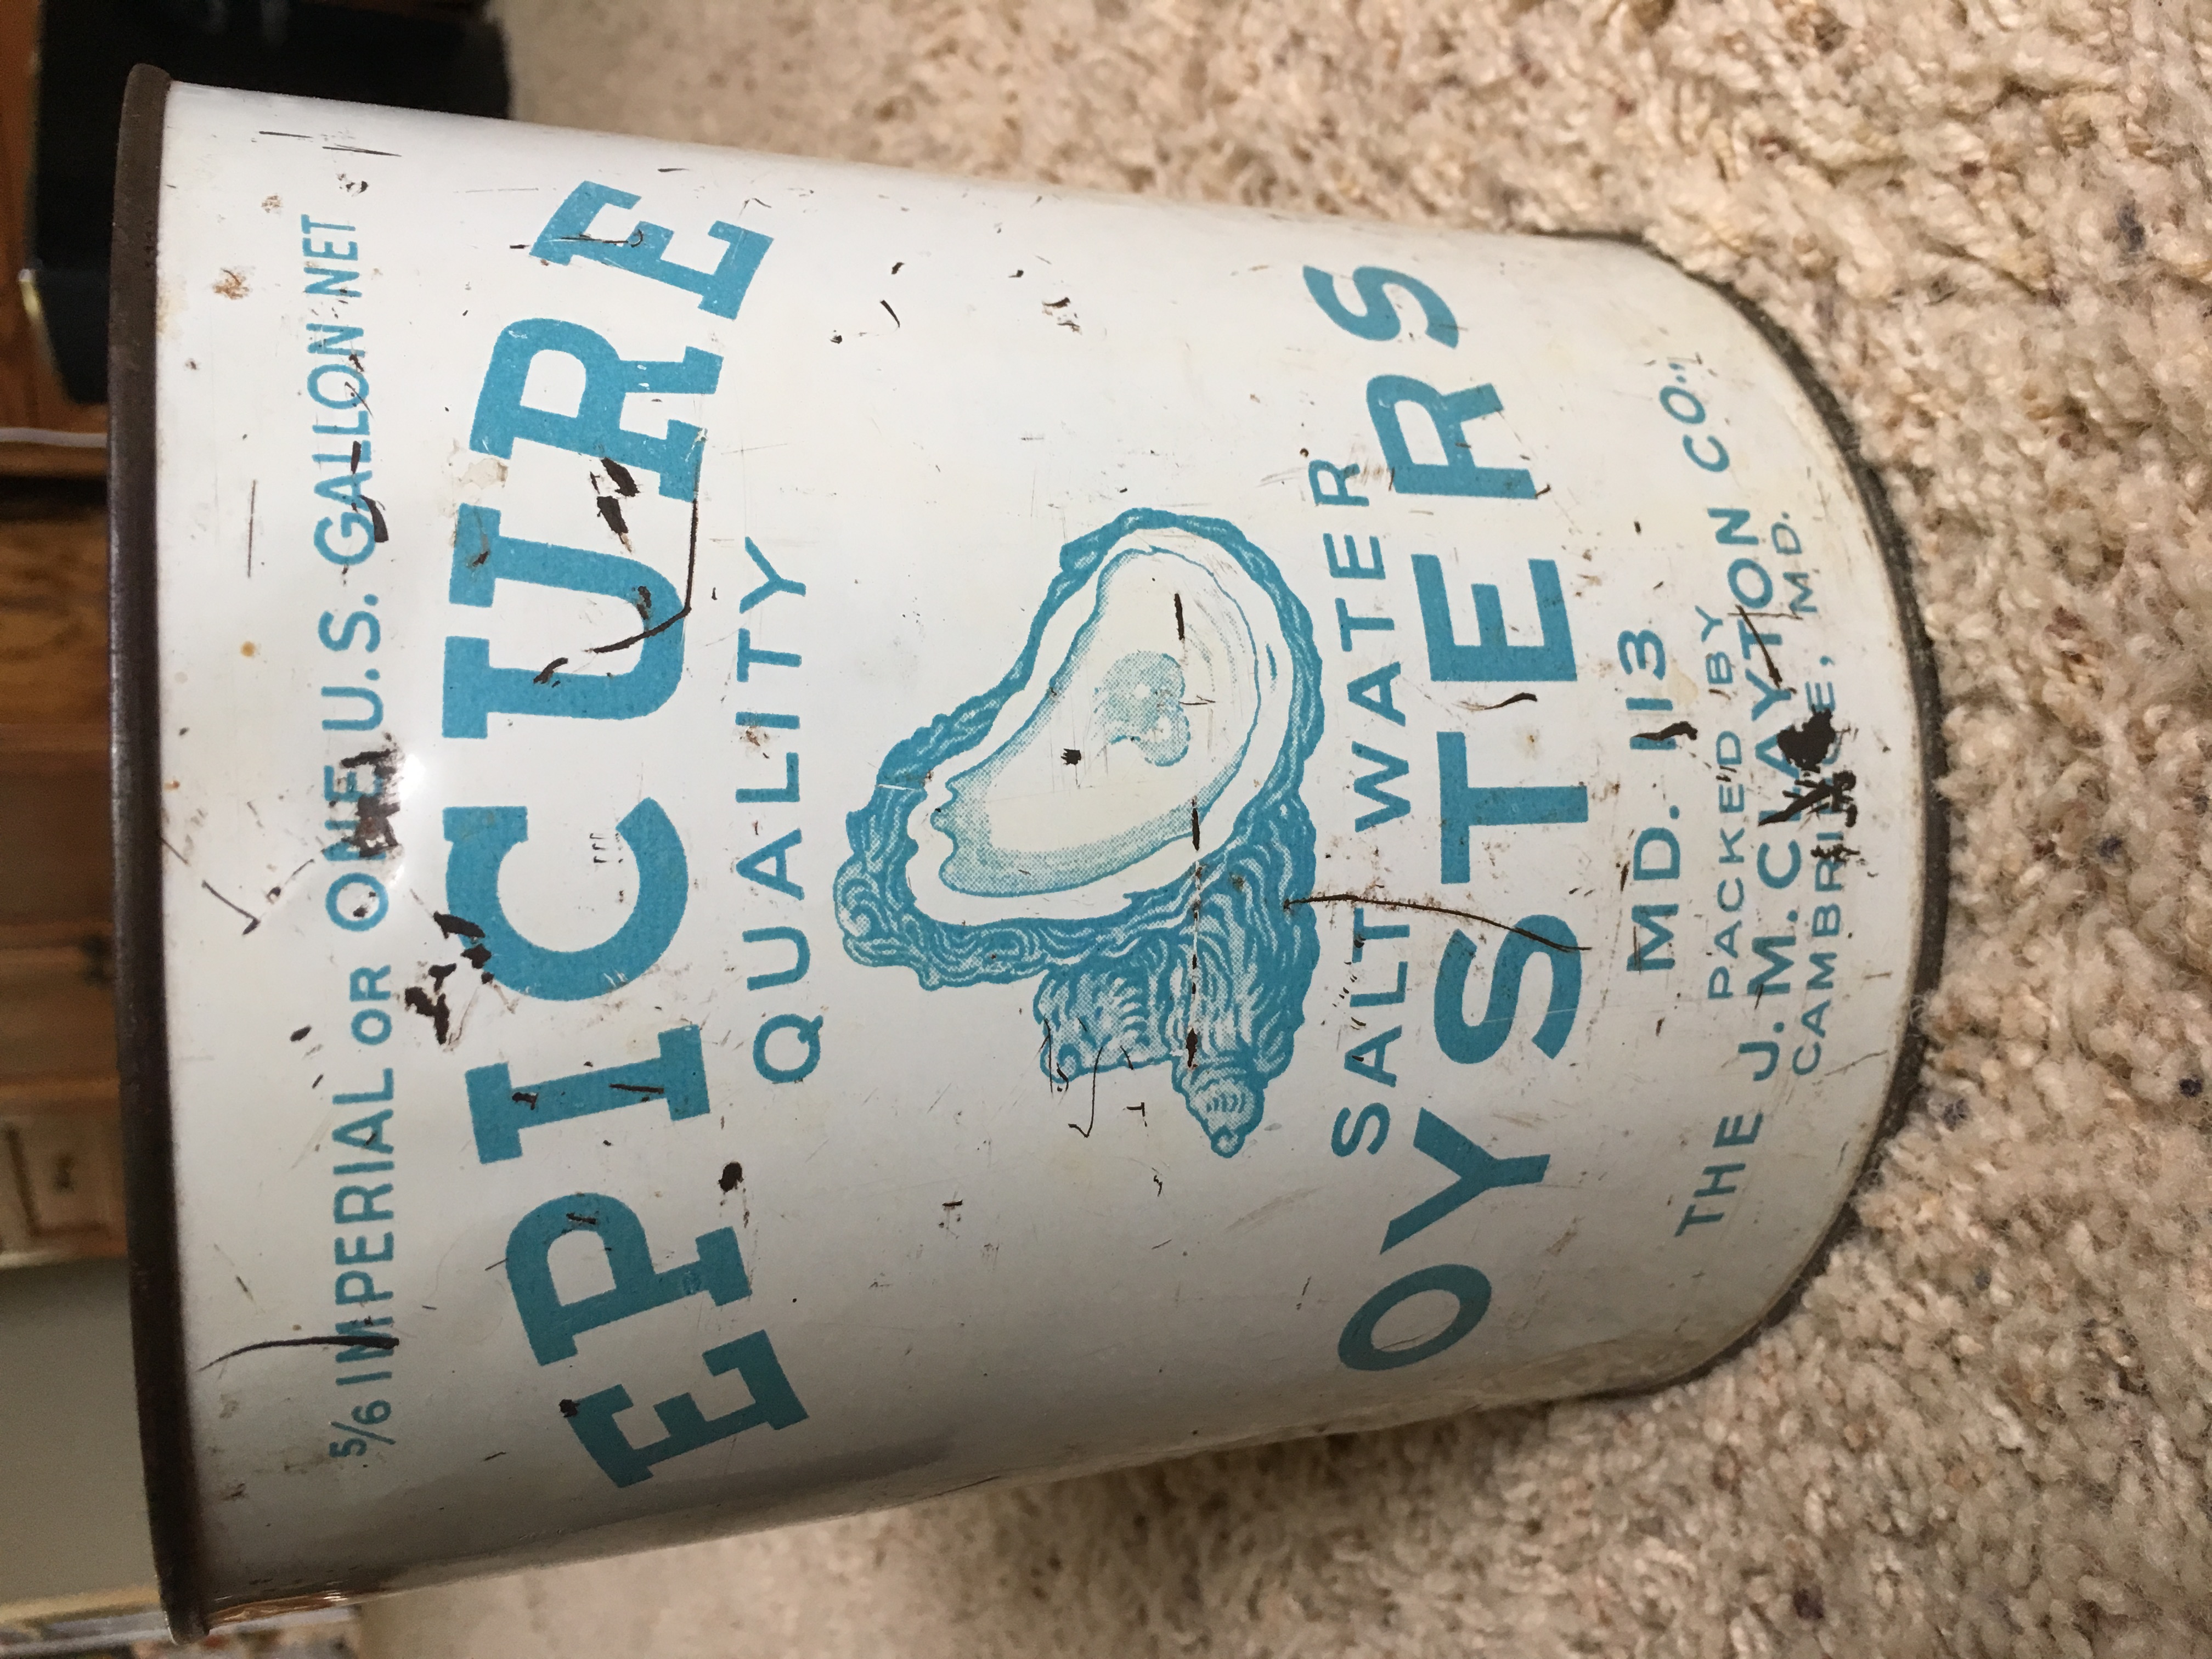 5/6 IMPERIAL OR ONE U.S. GALLON NET
EPICURE
QUALITY
SALT WATER
OYSTERS
MD. 113
PACKED BY
THE J. M. CLAYTON CO.
CAMBRIDGE, MD.